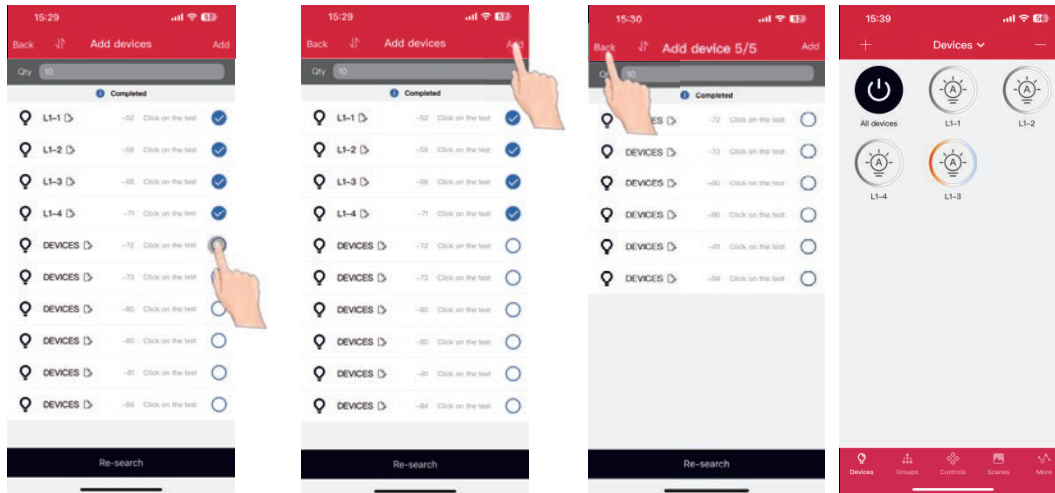 15:29
Back Add devices Add
Qty 10
Completed
L1-1 -52 Click on the test
L1-2 -58 Click on the test
L1-3 -68 Click on the test
L1-4 -71 Click on the test
DEVICES -72 Click on the test
DEVICES -73 Click on the test
DEVICES -80 Click on the test
DEVICES -80 Click on the test
DEVICES -81 Click on the test
DEVICES -84 Click on the test
Re-search
15:29
Back Add devices Add
Qty 10
Completed
L1-1 -52 Click on the test
L1-2 -58 Click on the test
L1-3 -68 Click on the test
L1-4 -71 Click on the test
DEVICES -72 Click on the test
DEVICES -73 Click on the test
DEVICES -80 Click on the test
DEVICES -80 Click on the test
DEVICES -81 Click on the test
DEVICES -84 Click on the test
Re-search
15:30
Back Add device 5/5 Add
10
Completed
-72 Click on the test
DEVICES -73 Click on the test
DEVICES -80 Click on the test
DEVICES -80 Click on the test
DEVICES -81 Click on the test
DEVICES -84 Click on the test
Re-search
15:39
Devices
All devices L1-1 L1-2
L1-4 L1-3
Devices Groups Controls Scenes More